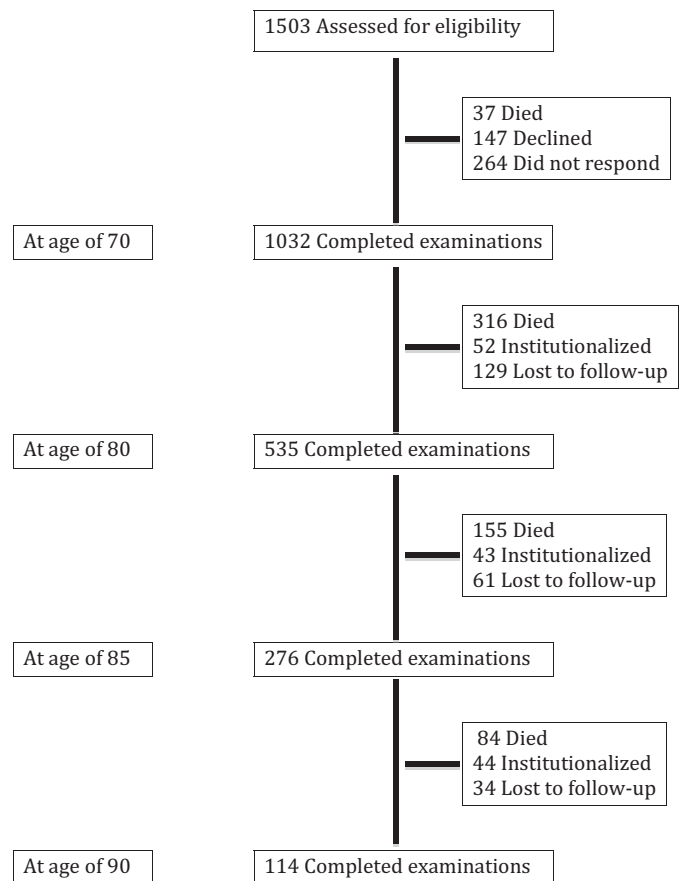 1503 Assessed for eligibility
37 Died
147 Declined
264 Did not respond
At age of 70
1032 Completed examinations
316 Died
52 Institutionalized
129 Lost to follow-up
At age of 80
535 Completed examinations
155 Died
43 Institutionalized
61 Lost to follow-up
At age of 85
276 Completed examinations
84 Died
44 Institutionalized
34 Lost to follow-up
At age of 90
114 Completed examinations